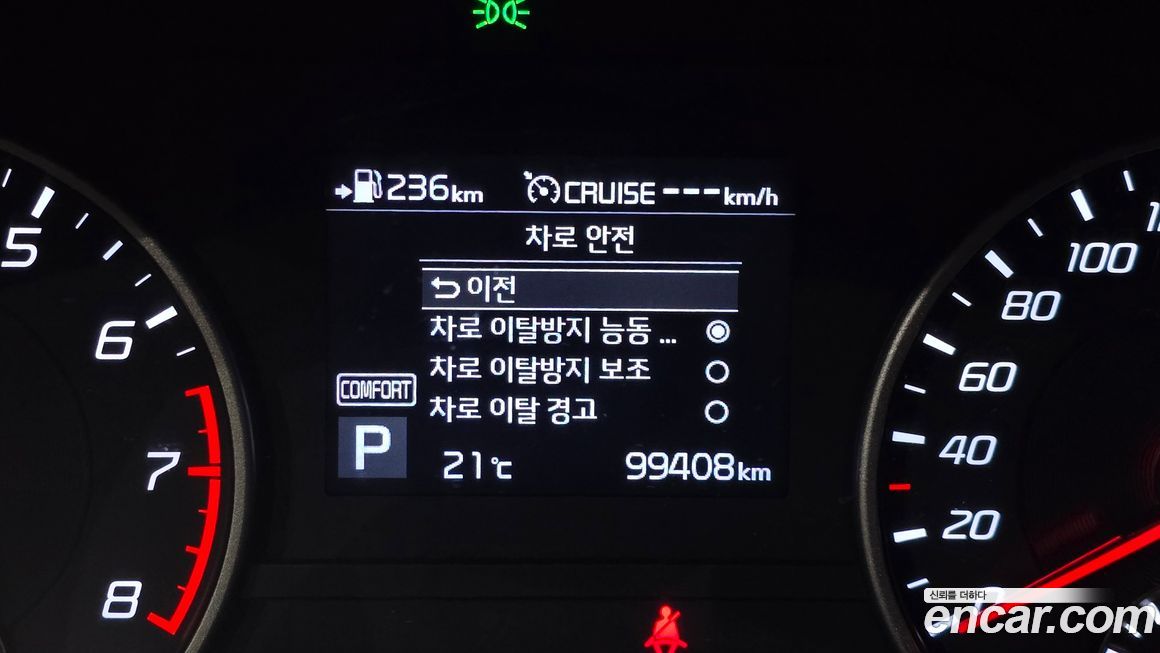 236km CRUISE ---km/h
차로 안전
이전
차로 이탈방지 능동 ...
차로 이탈방지 보조
차로 이탈 경고
COMFORT
P
21℃ 99408km
5
6
7
8
100
80
60
40
20
신뢰를 더하다
encar.com